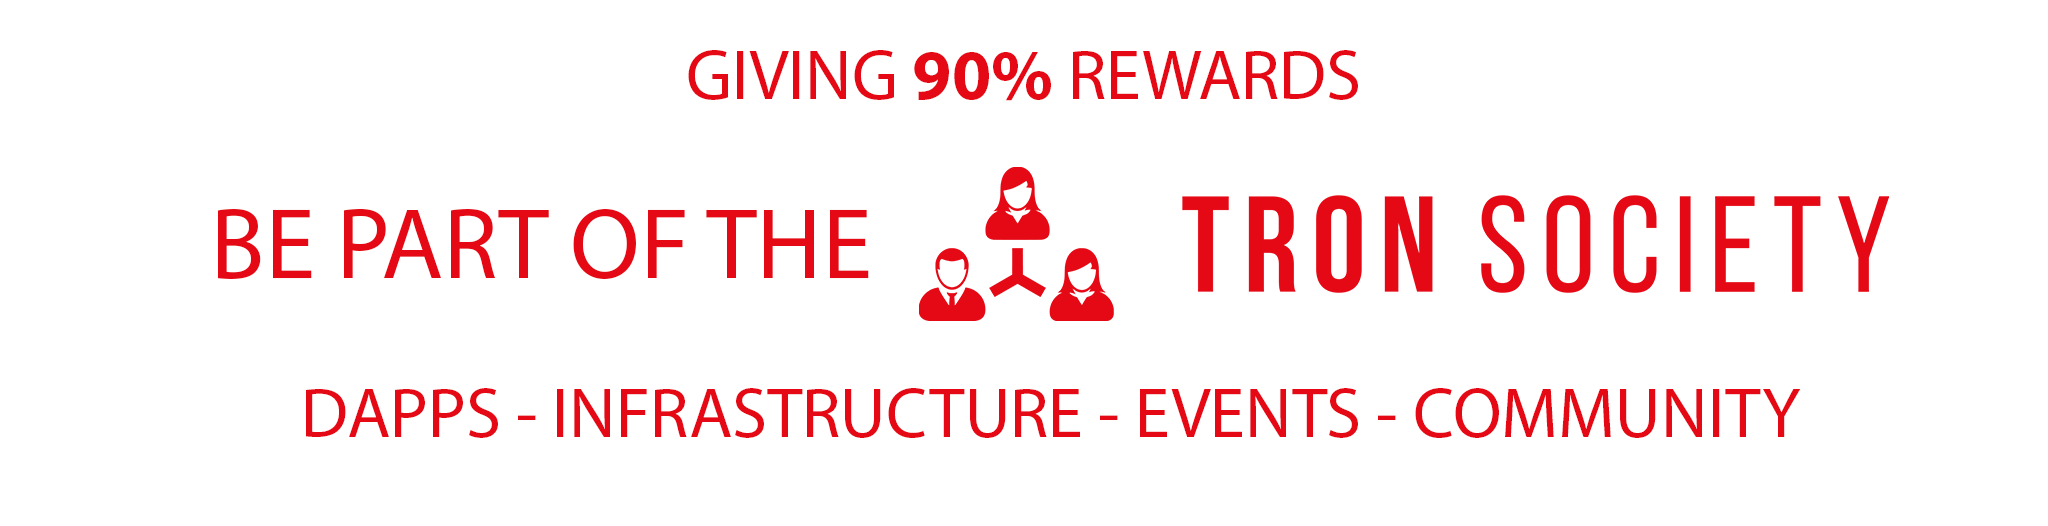 GIVING 90% REWARDS
BE PART OF THE TRON SOCIETY
DAPPS - INFRASTRUCTURE - EVENTS - COMMUNITY